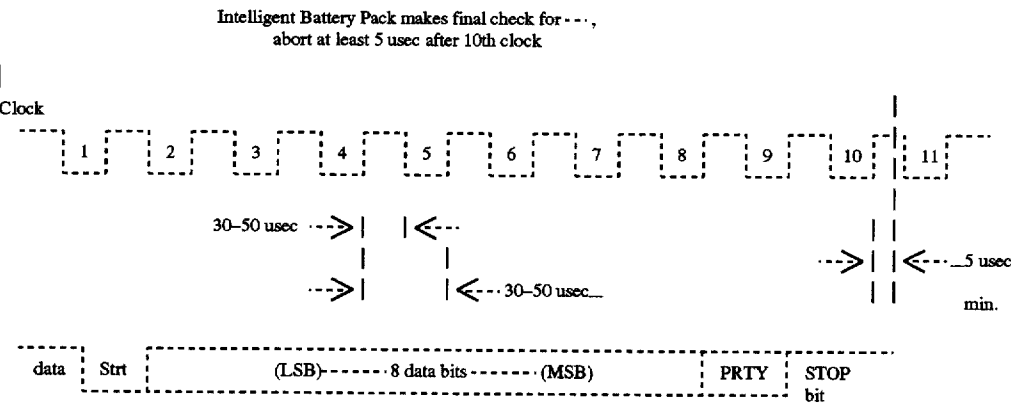 Intelligent Battery Pack makes final check for - - -,
abort at least 5 usec after 10th clock
Clock
1 2 3 4 5 6 7 8 9 10 11
30–50 usec
5 usec
30–50 usec
min.
data Strt (LSB) 8 data bits (MSB) PRTY STOP
bit